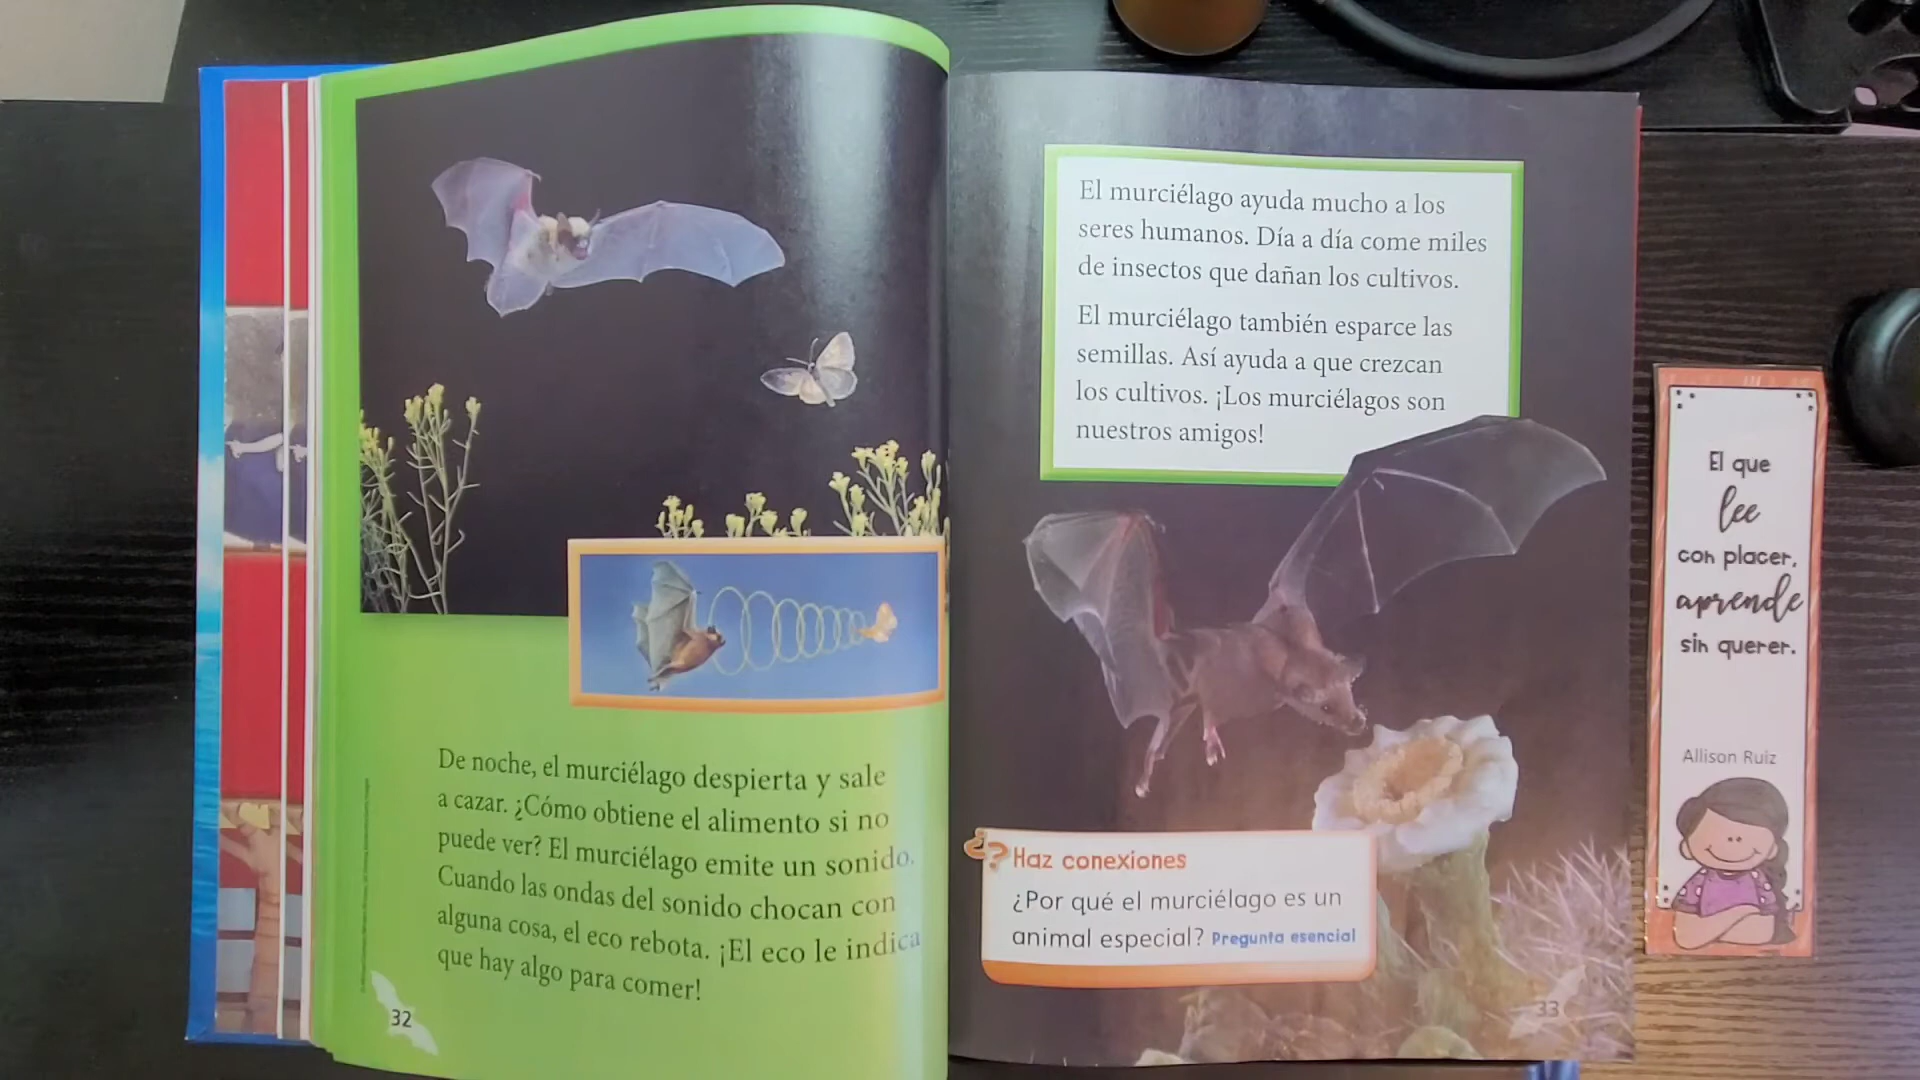 De noche, el murciélago despierta y sale
a cazar. ¿Cómo obtiene el alimento si no
puede ver? El murciélago emite un sonido.
Cuando las ondas del sonido chocan con
alguna cosa, el eco rebota. ¡El eco le indica
que hay algo para comer!
32
El murciélago ayuda mucho a los
seres humanos. Día a día come miles
de insectos que dañan los cultivos.
El murciélago también esparce las
semillas. Así ayuda a que crezcan
los cultivos. ¡Los murciélagos son
nuestros amigos!
¿? Haz conexiones
¿Por qué el murciélago es un
animal especial? Pregunta esencial
33
El que
lee
con placer,
aprende
sin querer.
Allison Ruiz